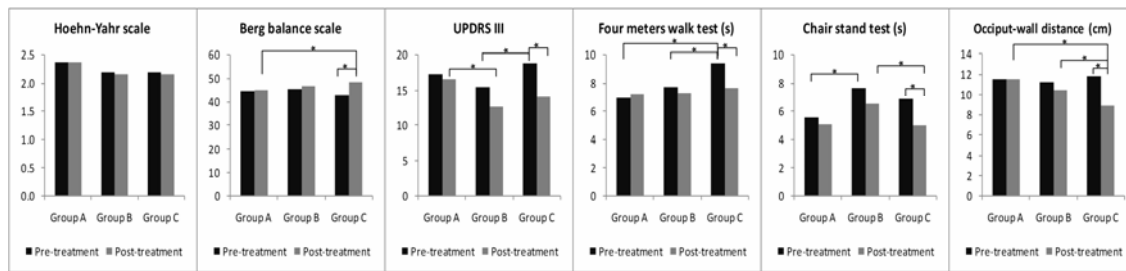 Hoehn-Yahr scale
2.5
2.0
1.5
1.0
0.5
0.0
Group A Group B Group C
Pre-treatment Post-treatment
Berg balance scale
60
50
40
30
20
10
0
* *
Group A Group B Group C
Pre-treatment Post-treatment
UPDRS III
20
15
10
5
0
* * *
Group A Group B Group C
Pre-treatment Post-treatment
Four meters walk test (s)
10
8
6
4
2
0
* * *
Group A Group B Group C
Pre-treatment Post-treatment
Chair stand test (s)
10
8
6
4
2
0
* * *
Group A Group B Group C
Pre-treatment Post-treatment
Occiput-wall distance (cm)
14
12
10
8
6
4
2
0
* * *
Group A Group B Group C
Pre-treatment Post-treatment